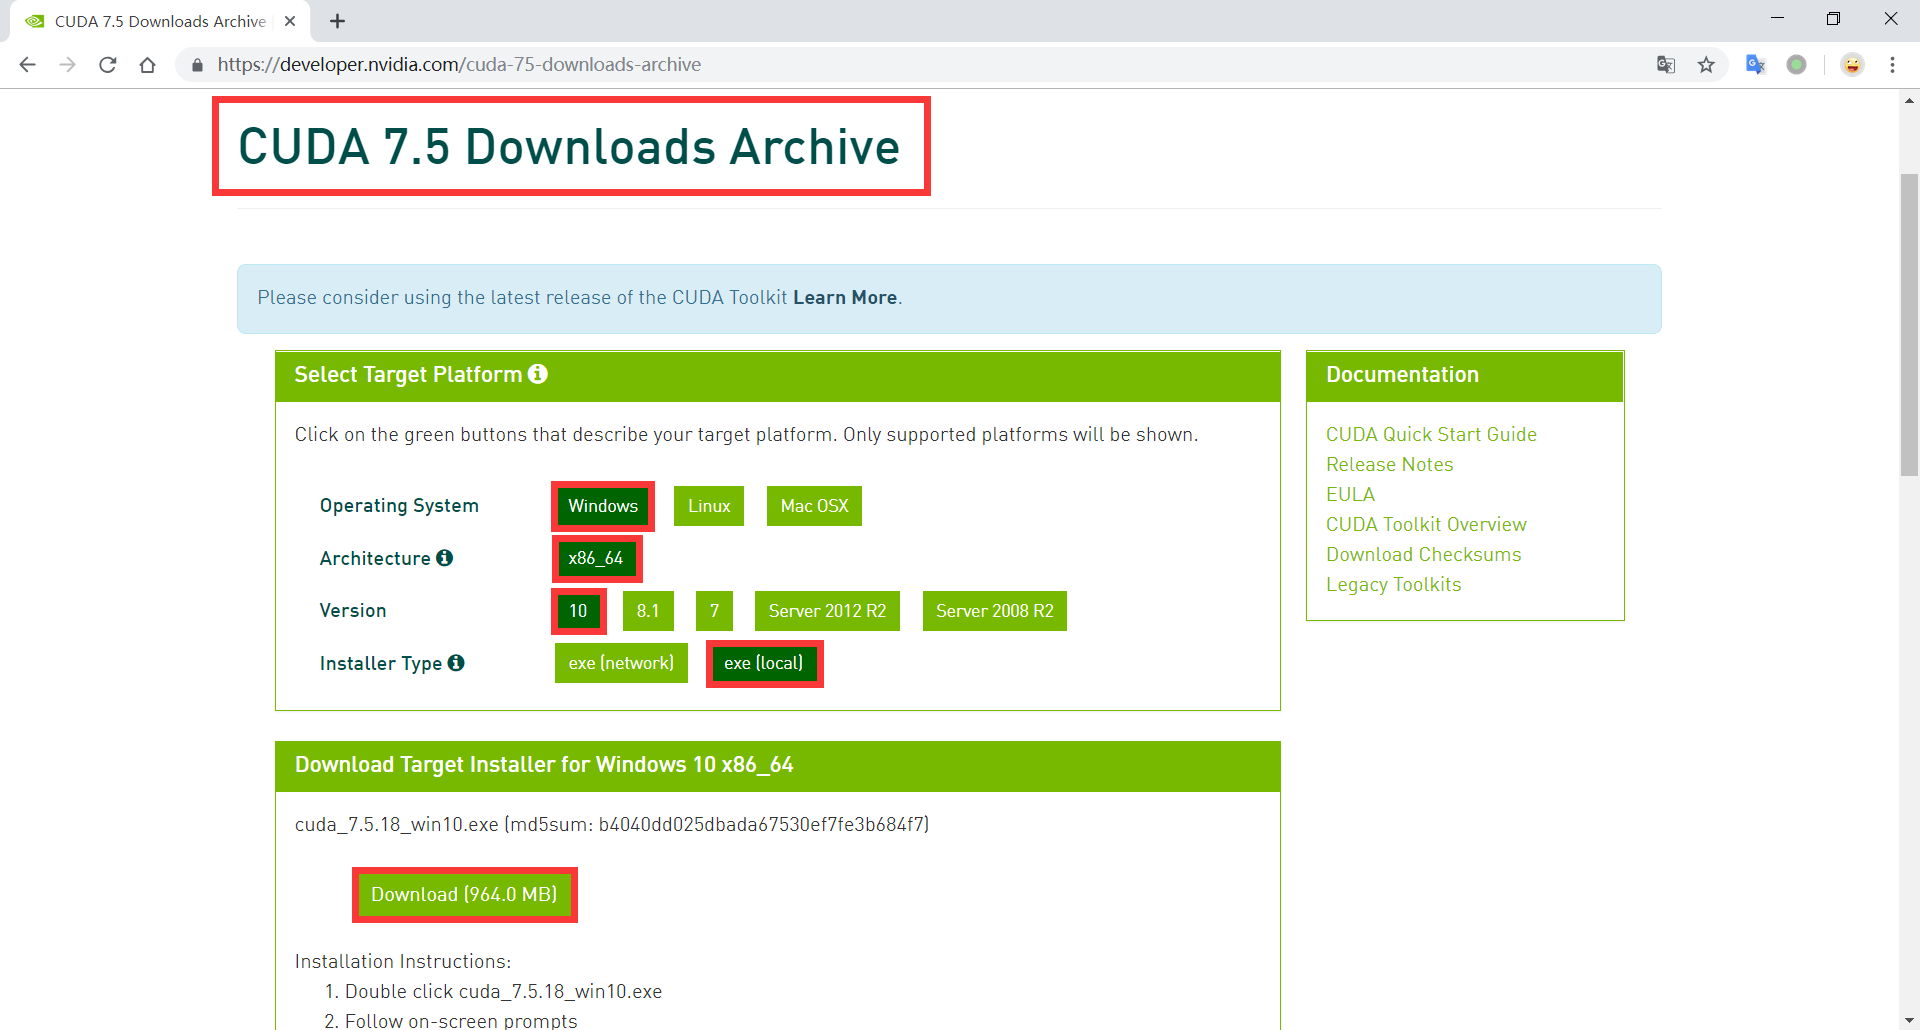 CUDA 7.5 Downloads Archive
https://developer.nvidia.com/cuda-75-downloads-archive
CUDA 7.5 Downloads Archive
Please consider using the latest release of the CUDA Toolkit Learn More.
Select Target Platform
Click on the green buttons that describe your target platform. Only supported platforms will be shown.
Operating System Windows Linux Mac OSX
Architecture x86_64
Version 10 8.1 7 Server 2012 R2 Server 2008 R2
Installer Type exe (network) exe (local)
Documentation
CUDA Quick Start Guide
Release Notes
EULA
CUDA Toolkit Overview
Download Checksums
Legacy Toolkits
Download Target Installer for Windows 10 x86_64
cuda_7.5.18_win10.exe (md5sum: b4040dd025dbada67530ef7fe3b684f7)
Download (964.0 MB)
Installation Instructions:
1. Double click cuda_7.5.18_win10.exe
2. Follow on-screen prompts